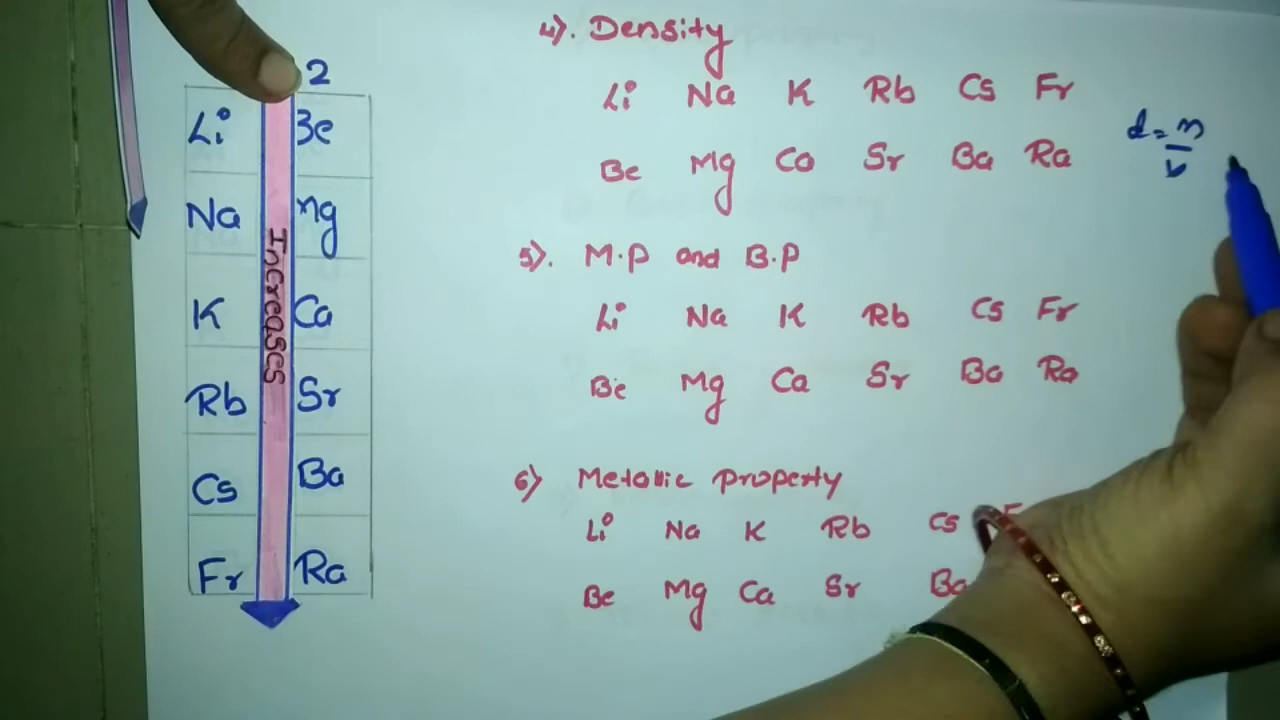 2
Li Be
Na Mg
K Ca
Rb Sr
Cs Ba
Fr Ra
Increases
4). Density
Li Na K Rb Cs Fr
Be Mg Ca Sr Ba Ra
d = m
v
5). M.P and B.P
Li Na K Rb Cs Fr
Be Mg Ca Sr Ba Ra
6) Metallic property
Li Na K Rb Cs
Be Mg Ca Sr Ba